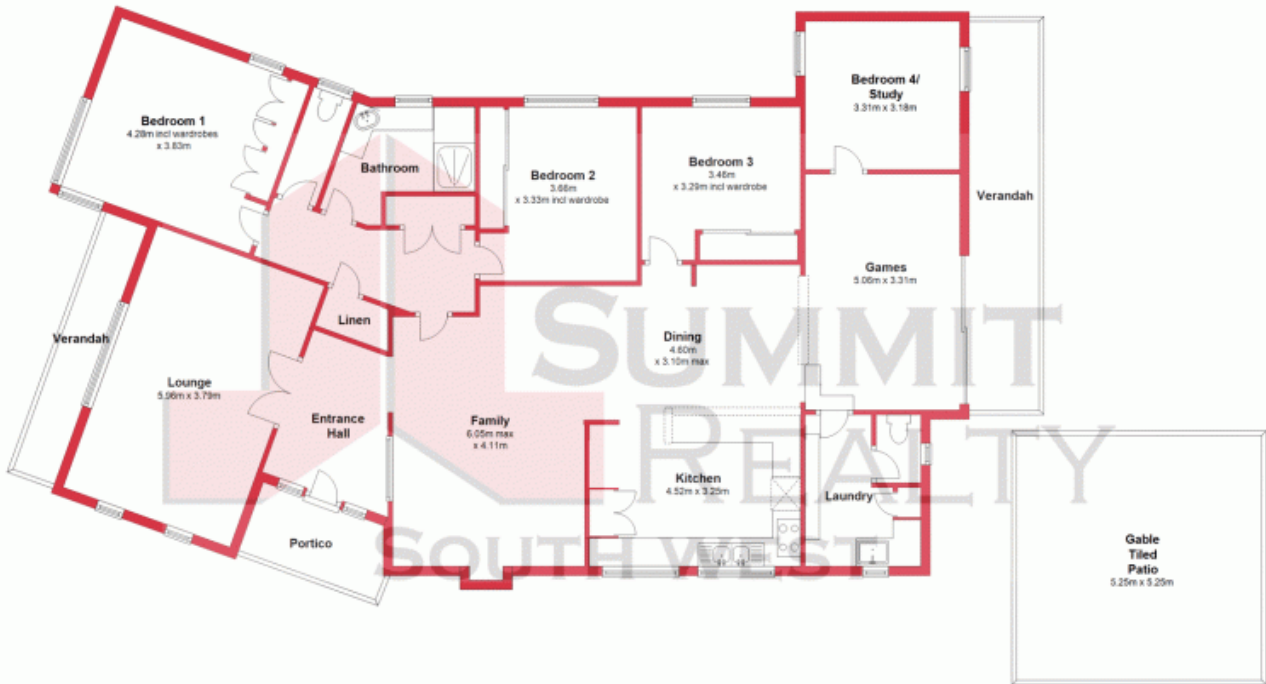 Bedroom 1
4.28m incl wardrobes
x 3.83m
Bathroom
Bedroom 2
3.66m
x 3.33m incl wardrobe
Bedroom 3
3.46m
x 3.29m incl wardrobe
Bedroom 4/
Study
3.31m x 3.18m
Verandah
Games
5.06m x 3.31m
Linen
Dining
4.60m
x 3.10m max
Verandah
Lounge
5.96m x 3.79m
Entrance
Hall
Family
6.05m max
x 4.11m
Kitchen
4.52m x 3.25m
Laundry
Portico
Gable
Tiled
Patio
5.25m x 5.25m
SUMMIT
REALTY
SOUTH WEST